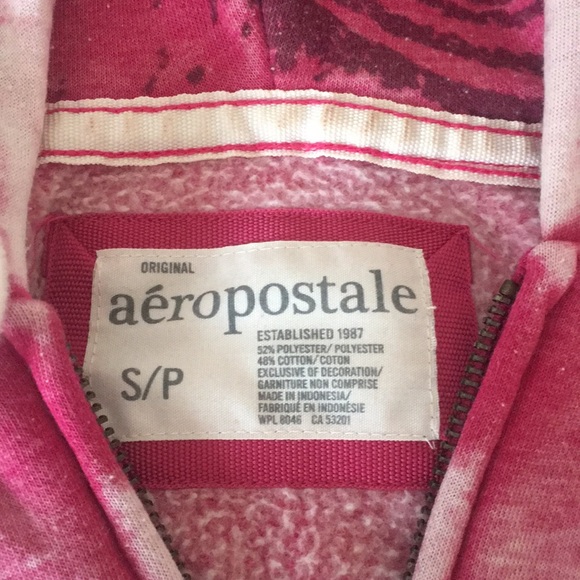 ORIGINAL
aéropostale
ESTABLISHED 1987
S/P
52% POLYESTER/ POLYESTER
48% COTTON/COTON
EXCLUSIVE OF DECORATION/
GARNITURE NON COMPRISE
MADE IN INDONESIA/
FABRIQUÉ EN INDONÉSIE
WPL 8046 CA 53201